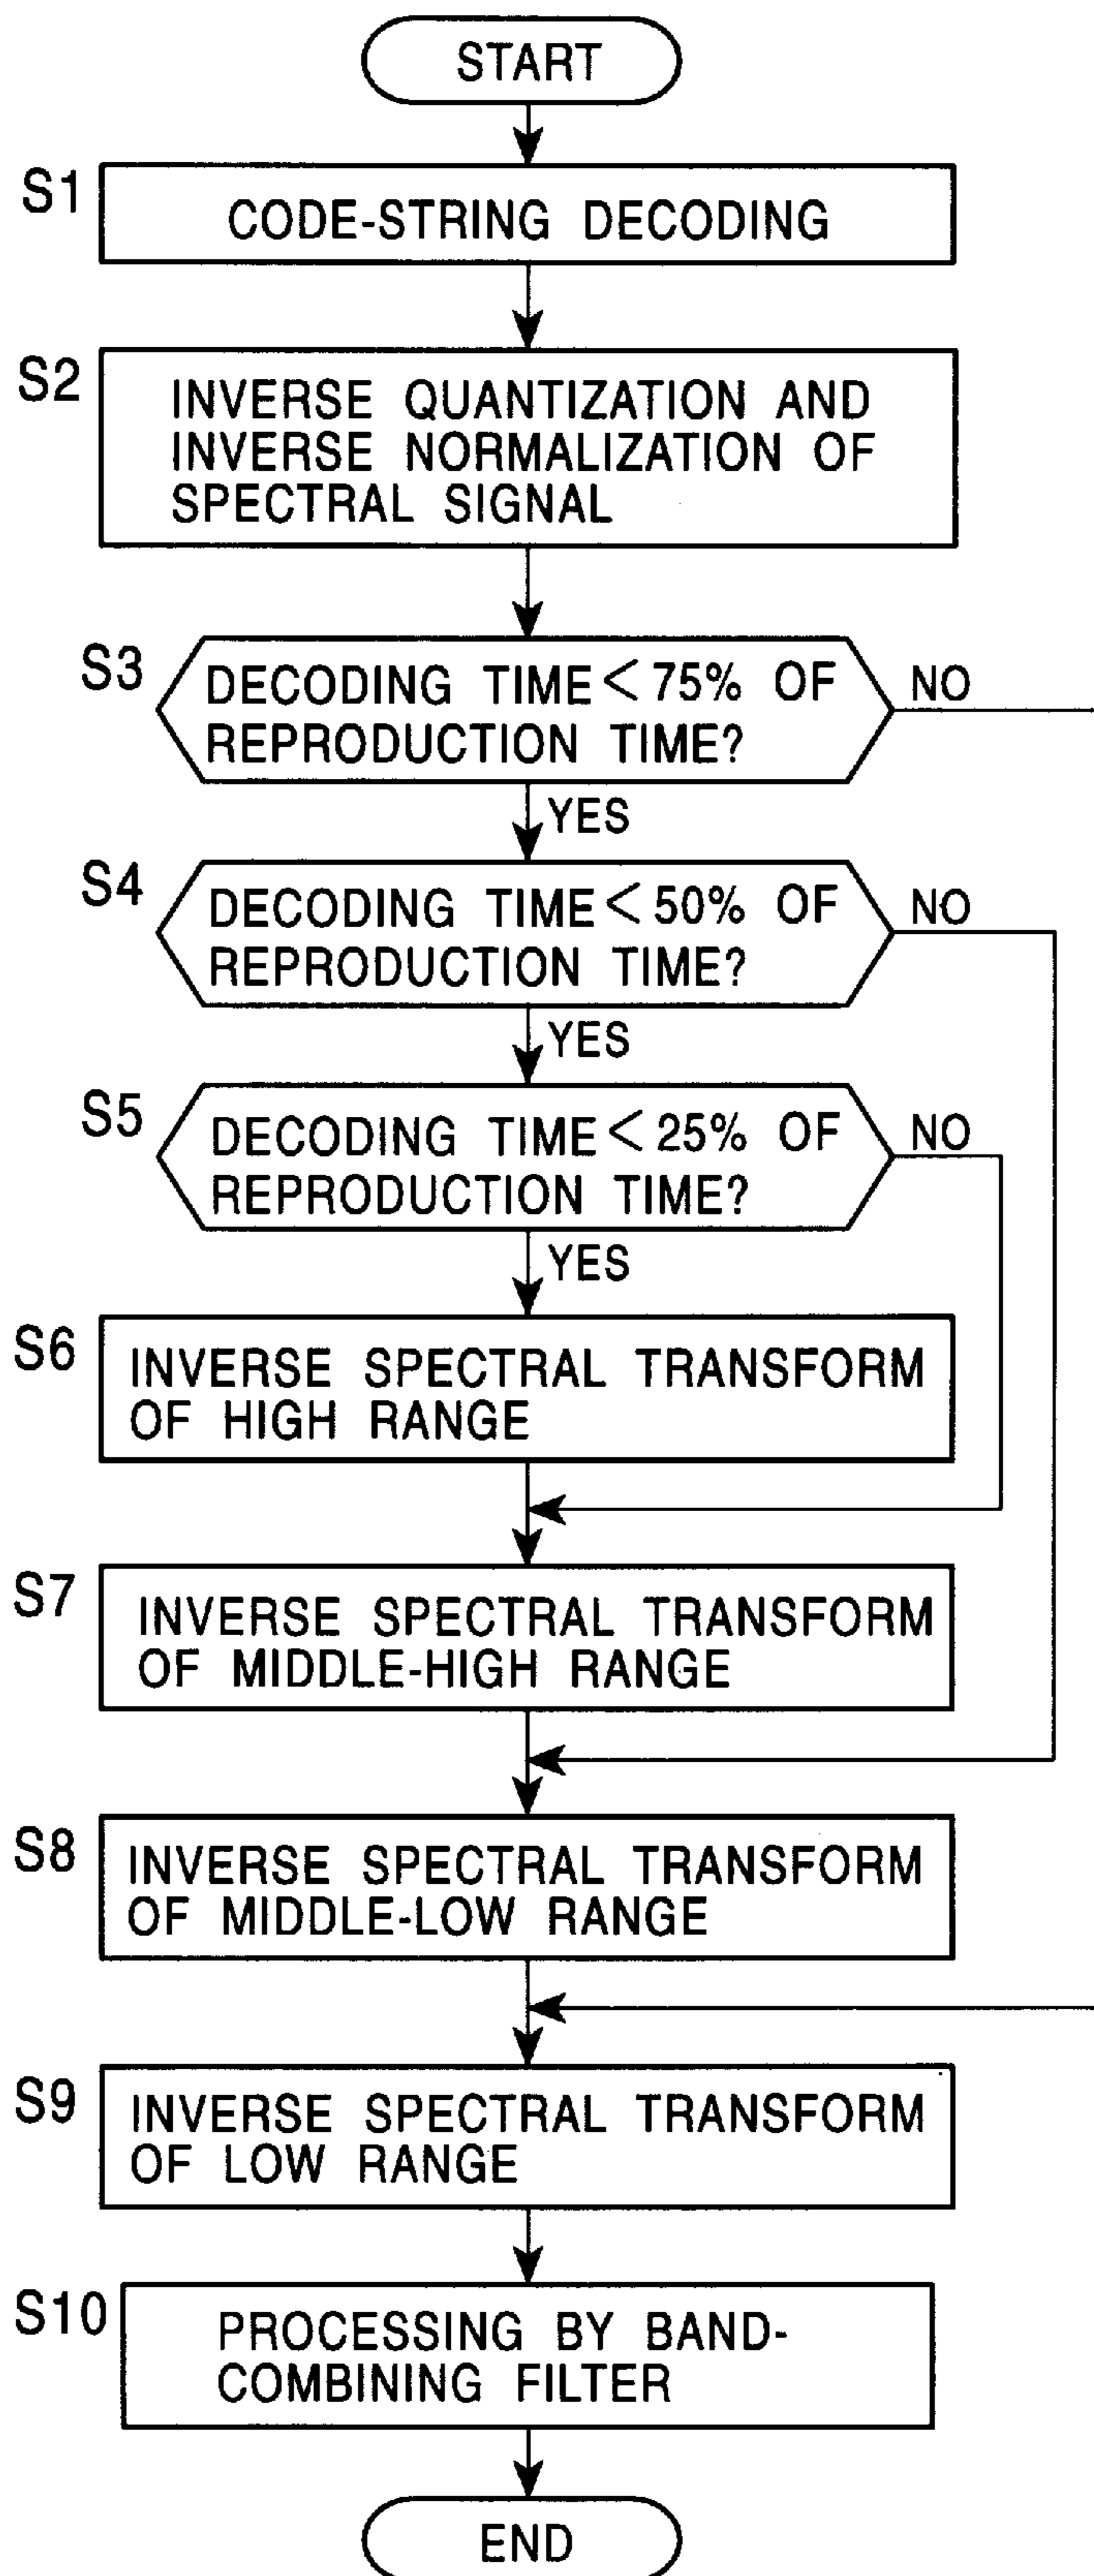 START
S1
CODE-STRING DECODING
S2
INVERSE QUANTIZATION AND
INVERSE NORMALIZATION OF
SPECTRAL SIGNAL
S3
DECODING TIME < 75% OF
REPRODUCTION TIME?
NO
YES
S4
DECODING TIME < 50% OF
REPRODUCTION TIME?
NO
YES
S5
DECODING TIME < 25% OF
REPRODUCTION TIME?
NO
YES
S6
INVERSE SPECTRAL TRANSFORM
OF HIGH RANGE
S7
INVERSE SPECTRAL TRANSFORM
OF MIDDLE-HIGH RANGE
S8
INVERSE SPECTRAL TRANSFORM
OF MIDDLE-LOW RANGE
S9
INVERSE SPECTRAL TRANSFORM
OF LOW RANGE
S10
PROCESSING BY BAND-
COMBINING FILTER
END